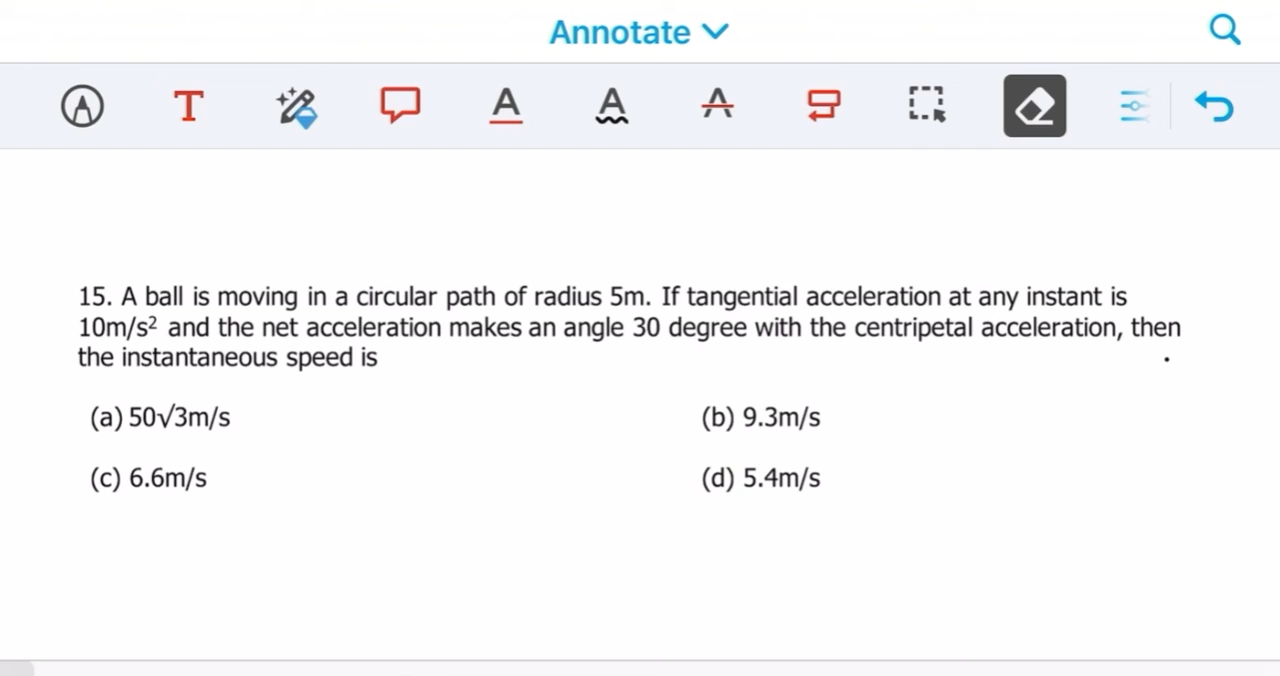 Annotate
T
A
A
A
15. A ball is moving in a circular path of radius 5m. If tangential acceleration at any instant is
10m/s² and the net acceleration makes an angle 30 degree with the centripetal acceleration, then
the instantaneous speed is .
(a) 50√3m/s (b) 9.3m/s
(c) 6.6m/s (d) 5.4m/s